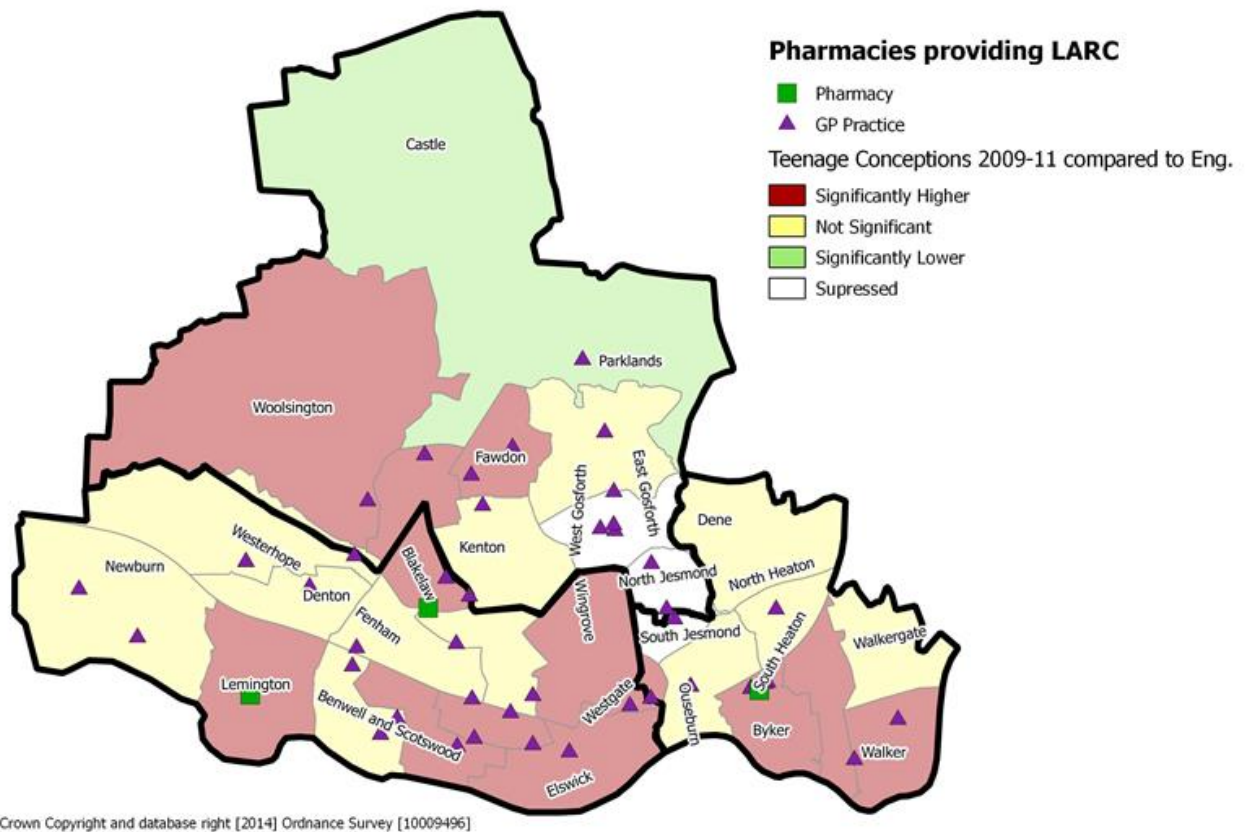 Pharmacies providing LARC
Pharmacy
GP Practice
Teenage Conceptions 2009-11 compared to Eng.
Significantly Higher
Not Significant
Significantly Lower
Supressed
Castle
Parklands
Woolsington
Fawdon
West Gosforth
East Gosforth
Dene
Kenton
Westerhope
Newburn
Blakelaw
North Jesmond
North Heaton
Denton
Wingrove
Fenham
South Jesmond
South Heaton
Walkergate
Lemington
Benwell and Scotswood
Westgate
Ouseburn
Byker
Walker
Elswick
Crown Copyright and database right [2014] Ordnance Survey [10009496]